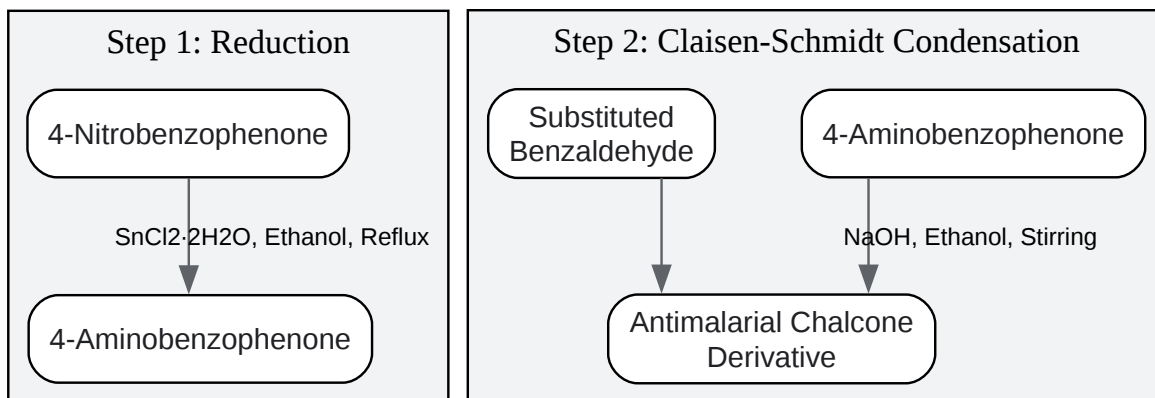 Step 1: Reduction
4-Nitrobenzophenone
SnCl2·2H2O, Ethanol, Reflux
4-Aminobenzophenone
Step 2: Claisen-Schmidt Condensation
Substituted
Benzaldehyde
4-Aminobenzophenone
NaOH, Ethanol, Stirring
Antimalarial Chalcone
Derivative